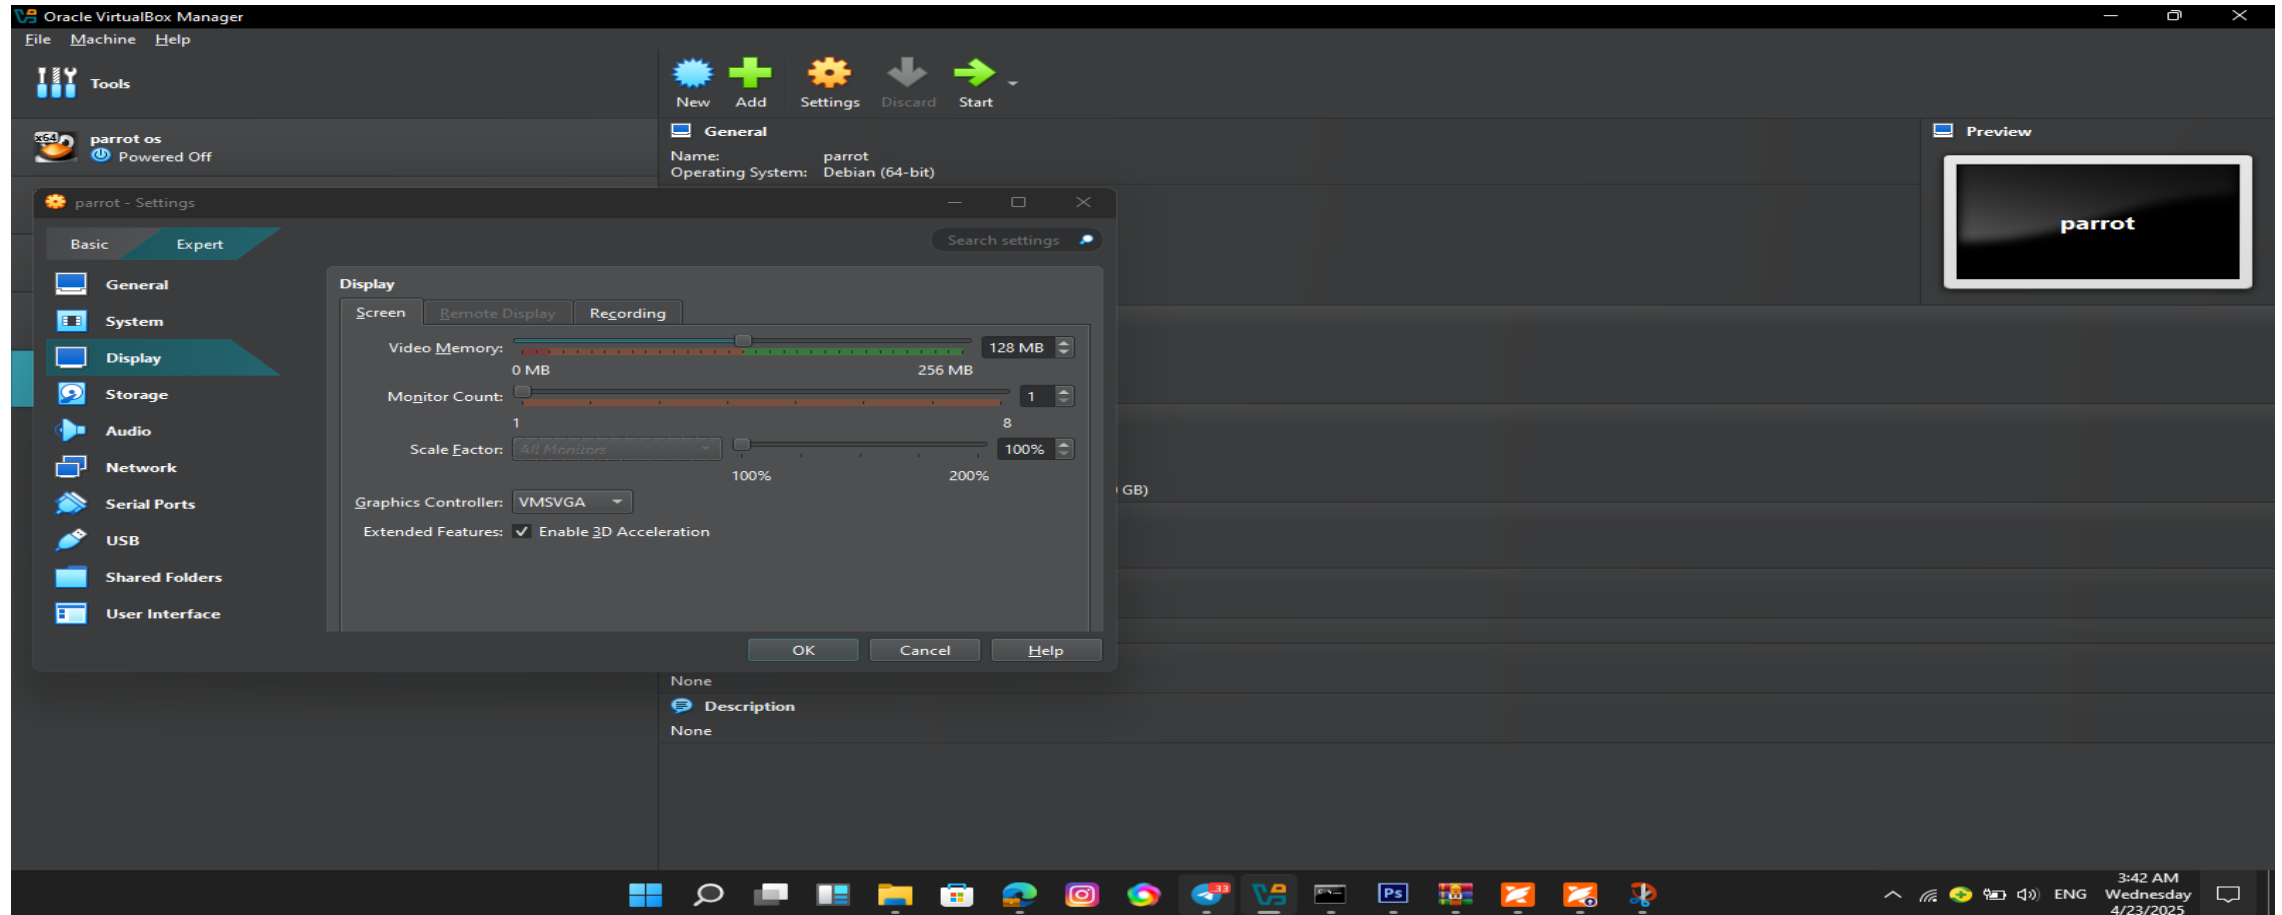 Oracle VirtualBox Manager
File Machine Help
Tools
New Add Settings Discard Start
x64
parrot os
Powered Off
General
Name: parrot
Operating System: Debian (64-bit)
Preview
parrot
parrot - Settings
Basic Expert
Search settings
General
System
Display
Storage
Audio
Network
Serial Ports
USB
Shared Folders
User Interface
Display
Screen Remote Display Recording
Video Memory: 128 MB
0 MB 256 MB
Monitor Count: 1
1 8
Scale Factor: All Monitors 100%
100% 200%
Graphics Controller: VMSVGA
Extended Features: Enable 3D Acceleration
OK Cancel Help
GB)
None
Description
None
33
Ps
ENG
3:42 AM
Wednesday
4/23/2025